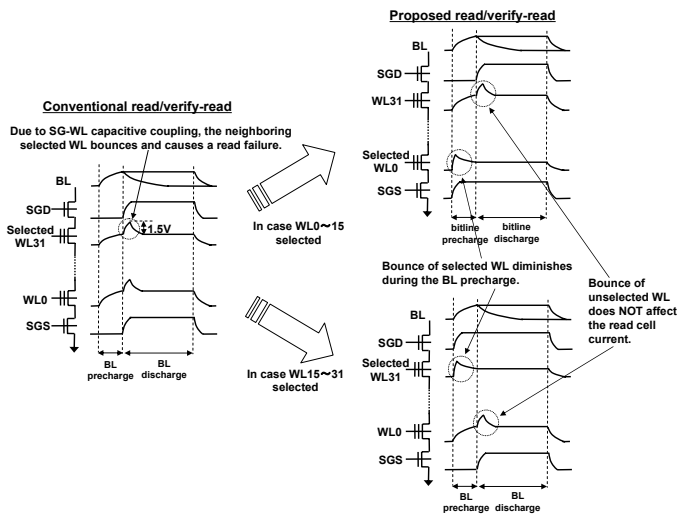 Conventional read/verify-read
Due to SG-WL capacitive coupling, the neighboring
selected WL bounces and causes a read failure.
BL
SGD
Selected
WL31
1.5V
WL0
SGS
BL
precharge
BL
discharge
In case WL0～15
selected
In case WL15～31
selected
Proposed read/verify-read
BL
SGD
WL31
Selected
WL0
SGS
bitline
precharge
bitline
discharge
Bounce of selected WL diminishes
during the BL precharge.
Bounce of
unselected WL
does NOT affect
the read cell
current.
BL
SGD
Selected
WL31
WL0
SGS
BL
precharge
BL
discharge